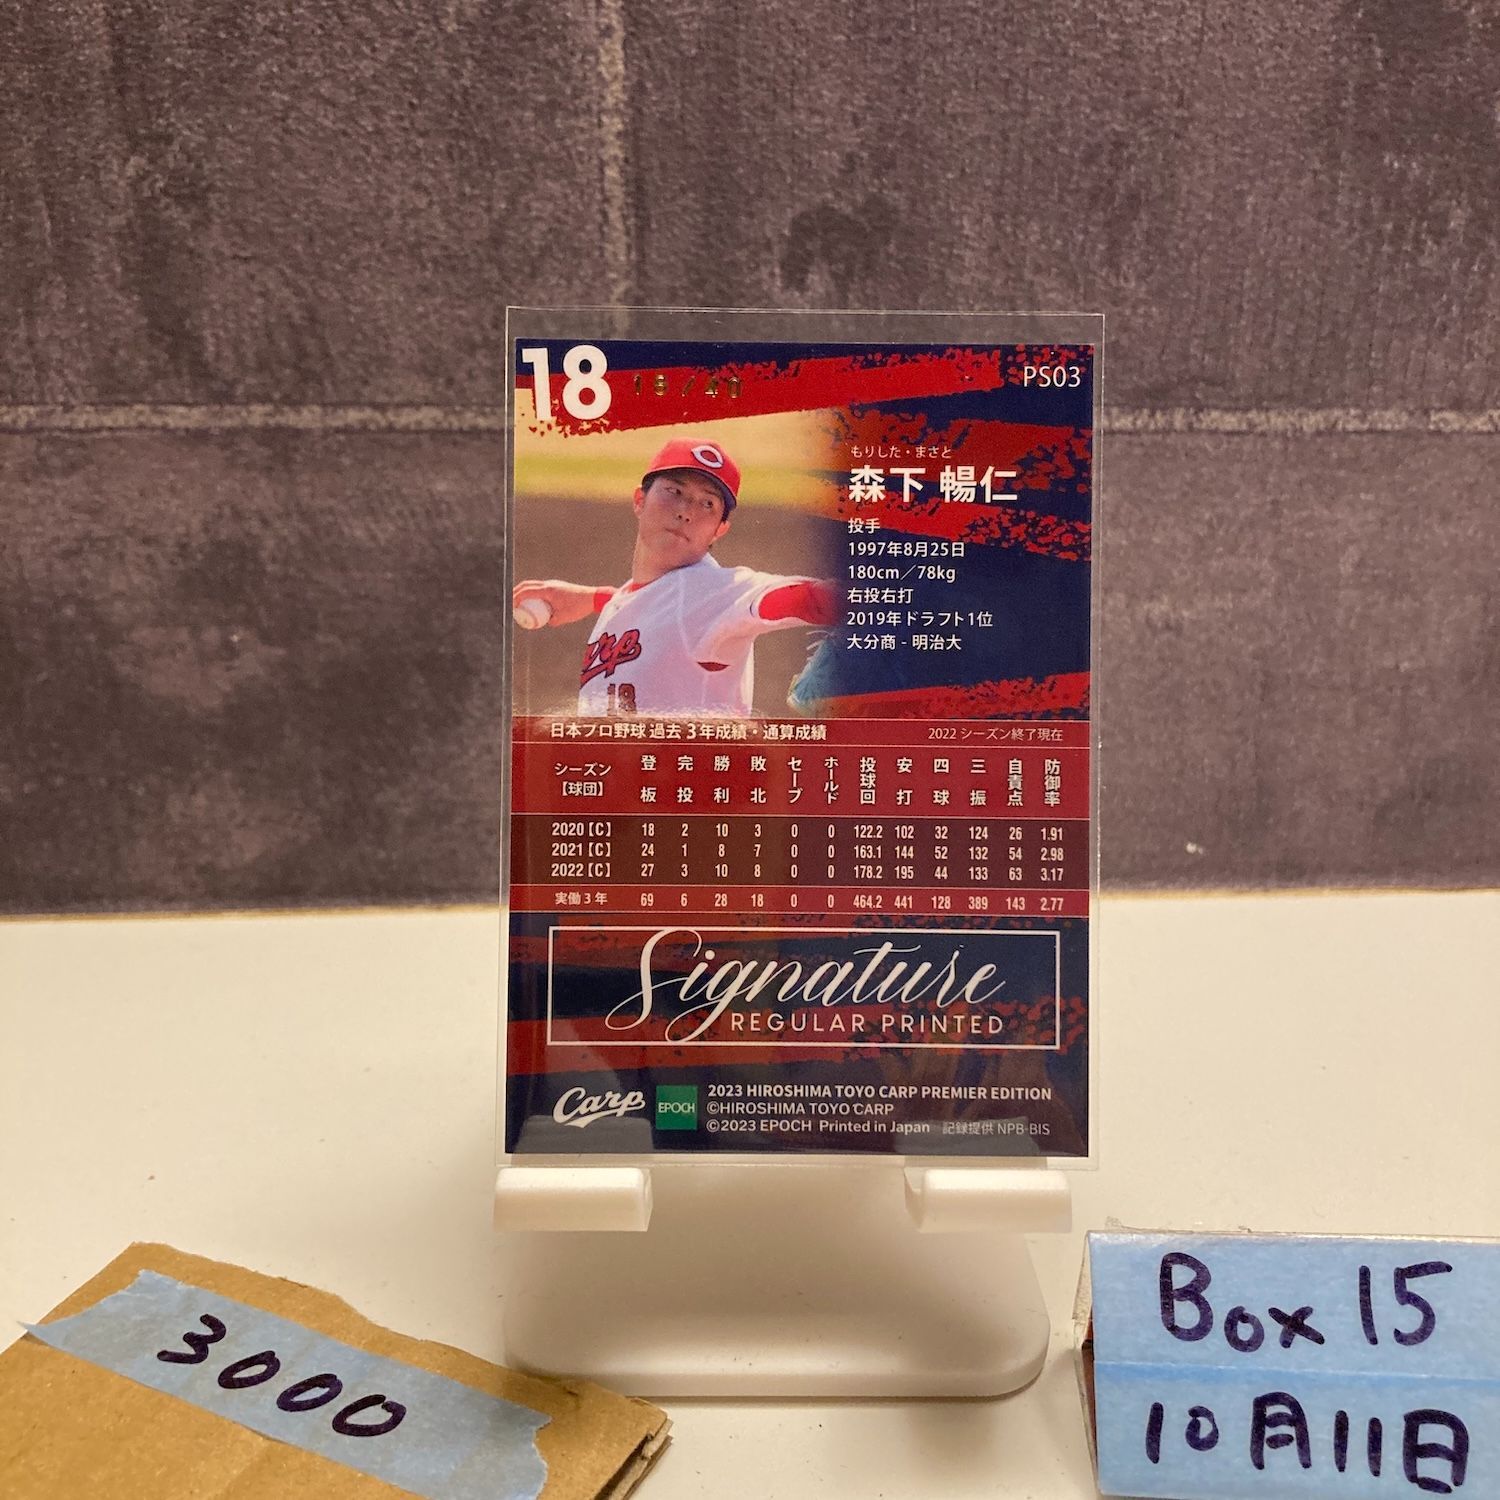 18
18/40
PS03
もりした・まさと
森下 暢仁
投手
1997年8月25日
180cm／78kg
右投右打
2019年ドラフト1位
大分商 - 明治大
arp
18
日本プロ野球 過去3年成績・通算成績 2022 シーズン終了現在
シーズン【球団】 登板 完投 勝利 敗北 セーブ ホールド 投球回 安打 四球 三振 自責点 防御率
2020【C】 18 2 10 3 0 0 122.2 102 32 124 26 1.91
2021【C】 24 1 8 7 0 0 163.1 144 52 132 54 2.98
2022【C】 27 3 10 8 0 0 178.2 195 44 133 63 3.17
実働3年 69 6 28 18 0 0 464.2 441 128 389 143 2.77
Signature
REGULAR PRINTED
Carp
EPOCH
2023 HIROSHIMA TOYO CARP PREMIER EDITION
©HIROSHIMA TOYO CARP
©2023 EPOCH Printed in Japan 記録提供 NPB-BIS
3000
Box 15
10月11日